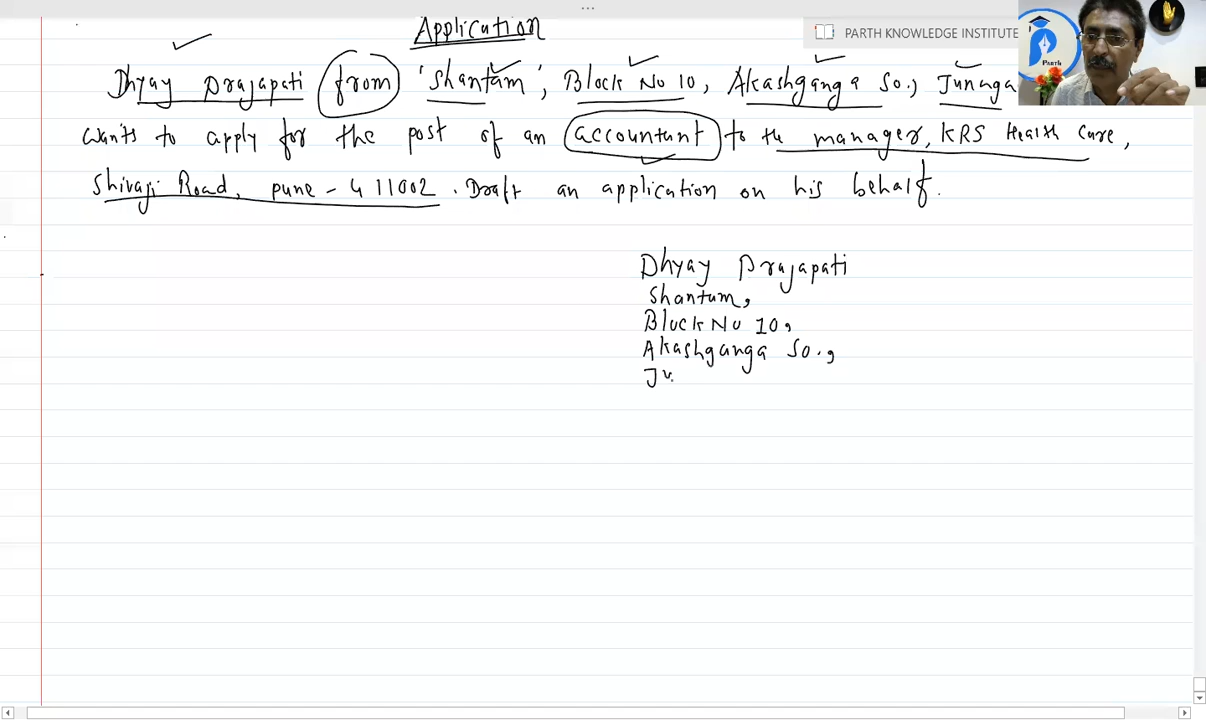 Application
PARTH KNOWLEDGE INSTITUTE
Parth
Dhyay Prajapati from 'Shantam', Block No 10, Akashganga So., Junaga
wants to apply for the post of an accountant to the manager, KRS Health Care,
Shivaji Road, pune - 411002. Draft an application on his behalf.
Dhyay Prajapati
Shantam,
Block No 10,
Akashganga So.,
Ju